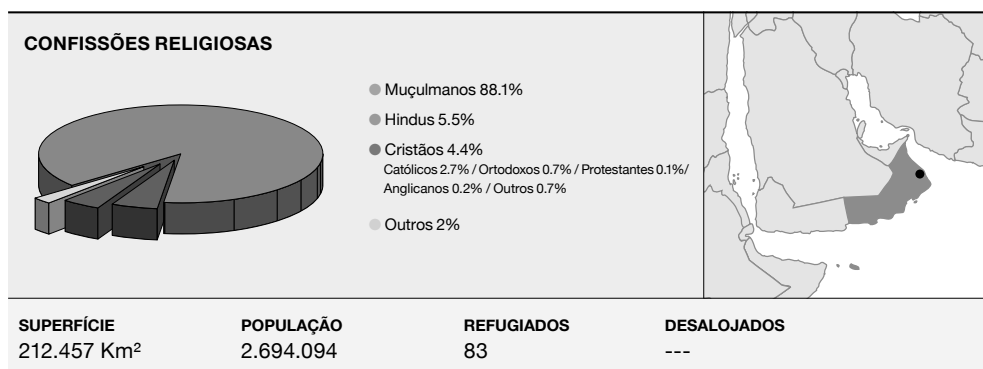 CONFISSÕES RELIGIOSAS
Muçulmanos 88.1%
Hindus 5.5%
Cristãos 4.4%
Católicos 2.7% / Ortodoxos 0.7% / Protestantes 0.1%/
Anglicanos 0.2% / Outros 0.7%
Outros 2%
SUPERFÍCIE
212.457 Km²
POPULAÇÃO
2.694.094
REFUGIADOS
83
DESALOJADOS
---